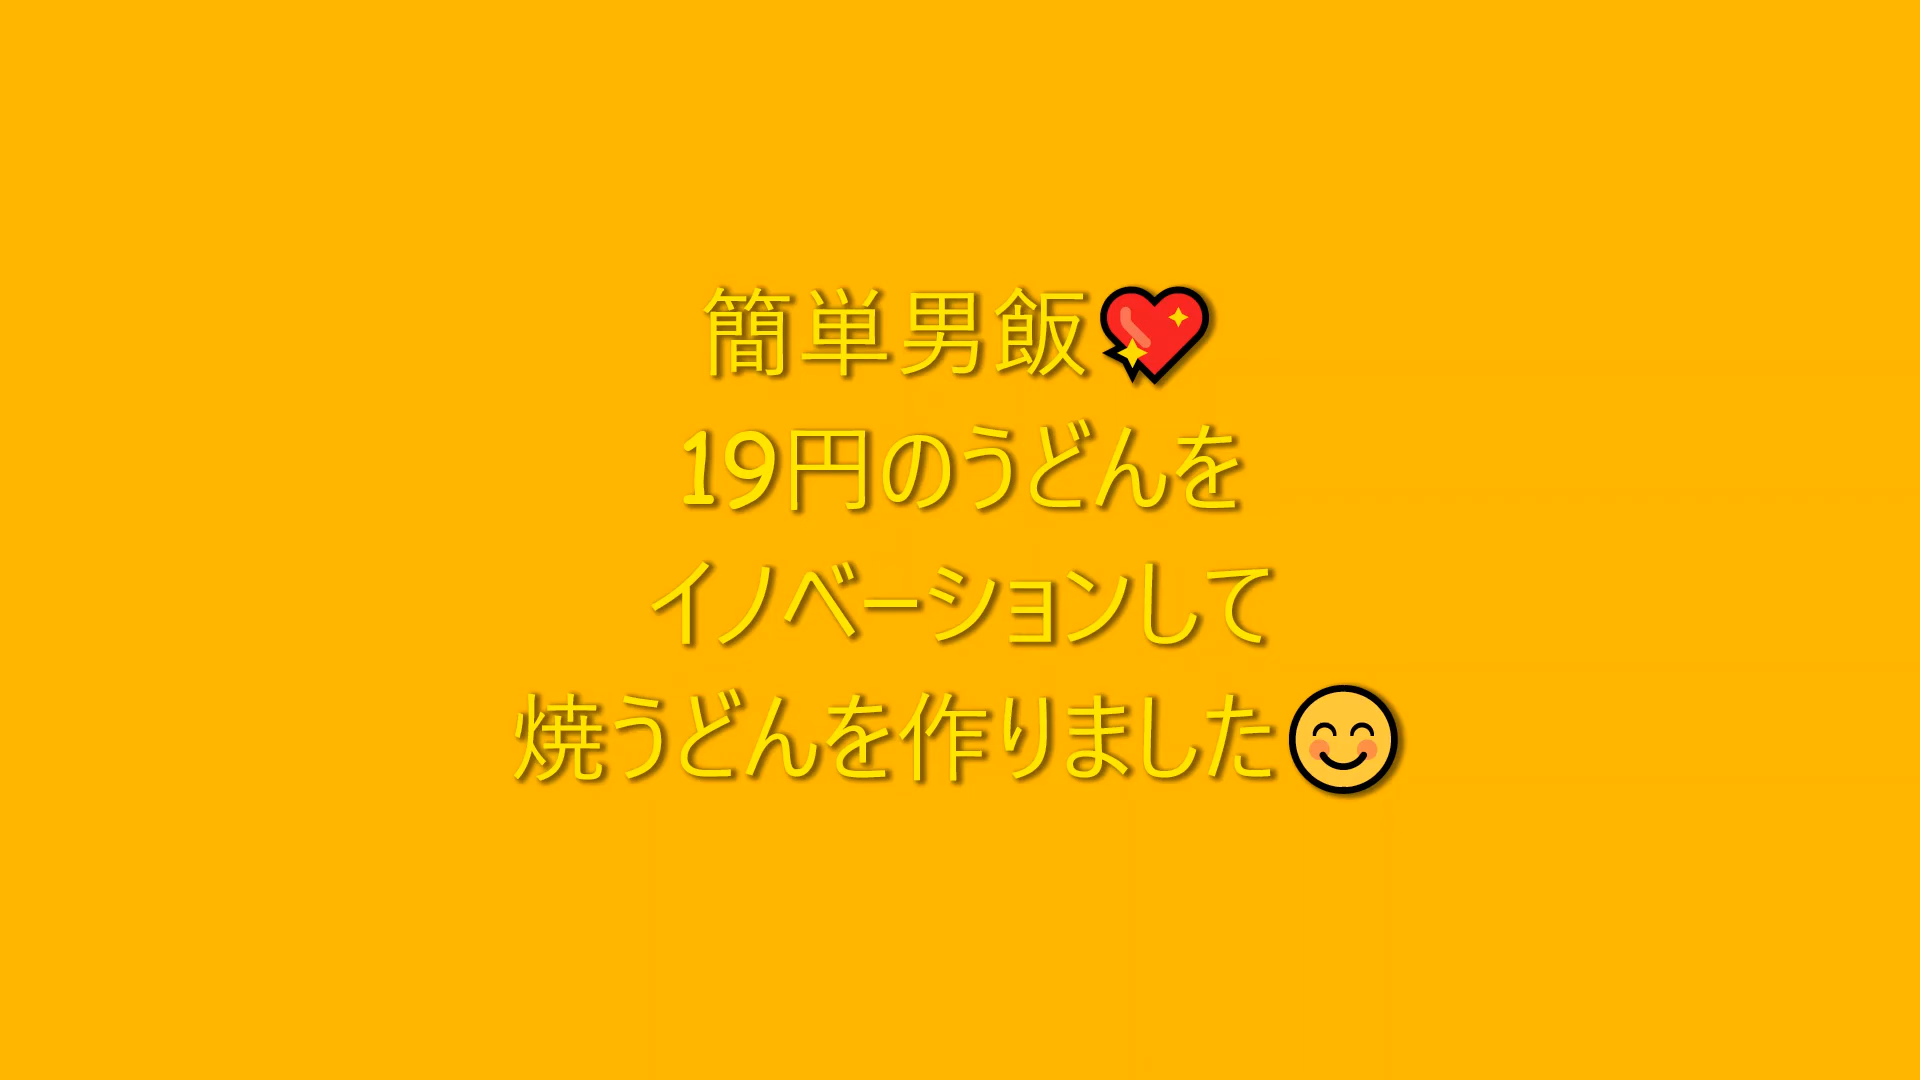 簡単男飯💖
19円のうどんを
イノベーションして
焼うどんを作りました😊